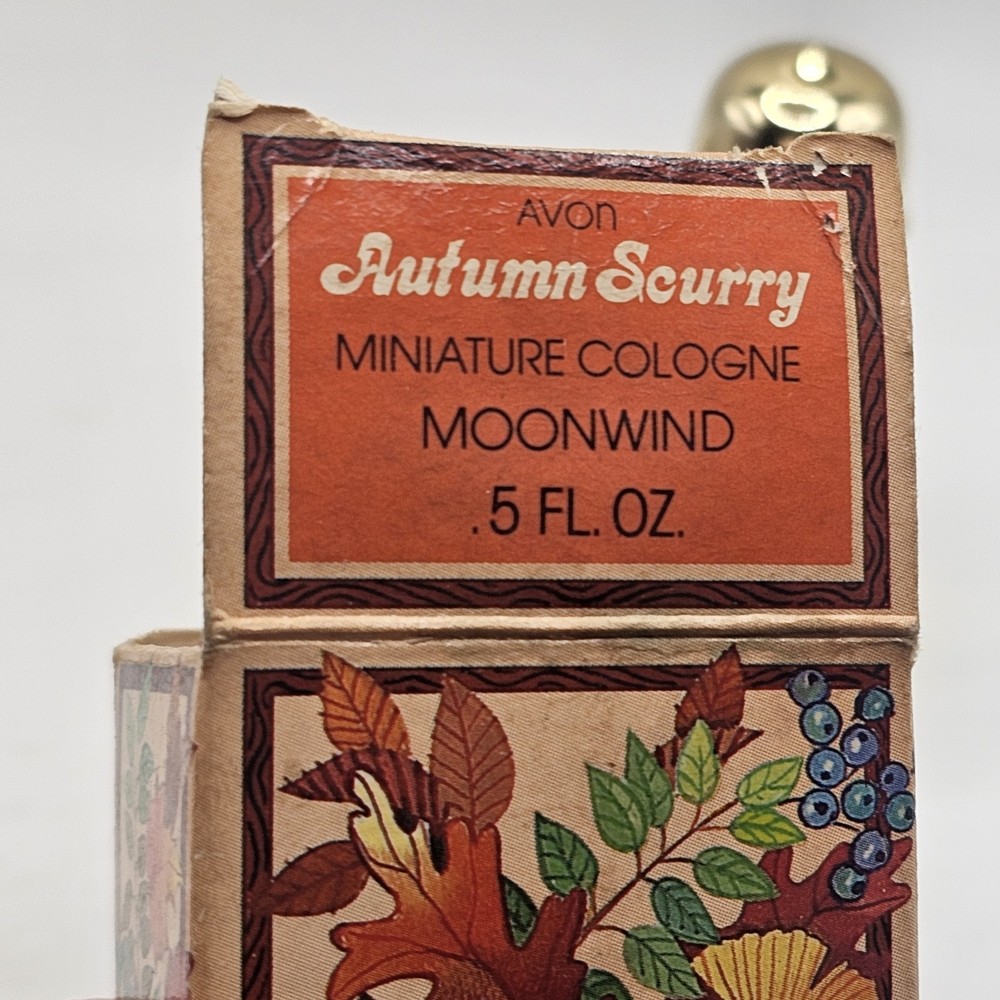 AVON
Autumn Scurry
MINIATURE COLOGNE
MOONWIND
.5 FL. OZ.